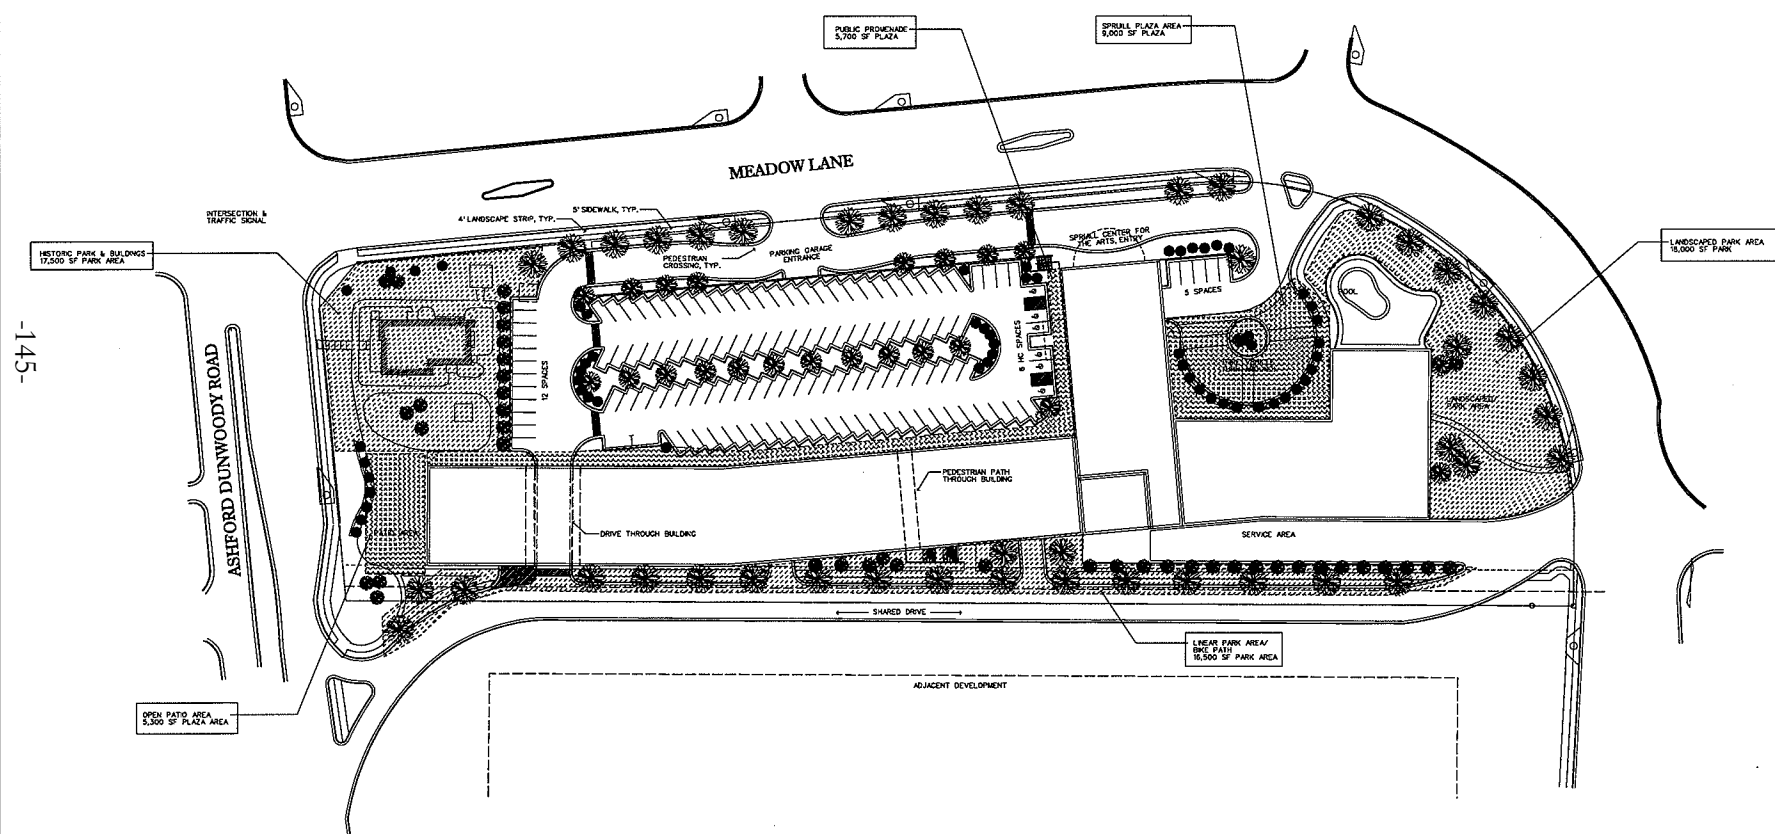 PUBLIC PROMENADE
5,700 SF PLAZA
SPRUILL PLAZA AREA
9,000 SF PLAZA
MEADOW LANE
INTERSECTION &
TRAFFIC SIGNAL
4' LANDSCAPE STRIP, TYP.
5' SIDEWALK, TYP.
HISTORIC PARK & BUILDINGS
17,500 SF PARK AREA
PEDESTRIAN
CROSSING, TYP.
PARKING GARAGE
ENTRANCE
SPRUILL CENTER FOR
THE ARTS, ENTRY
LANDSCAPED PARK AREA
18,000 SF PARK
5 SPACES
POOL
-145-
12 SPACES
6 HC SPACES
LANDSCAPED
PARK AREA
ASHFORD DUNWOODY ROAD
PEDESTRIAN PATH
THROUGH BUILDING
DRIVE THROUGH BUILDING
SERVICE AREA
SHARED DRIVE
LINEAR PARK AREA/
BIKE PATH
16,500 SF PARK AREA
ADJACENT DEVELOPMENT
OPEN PATIO AREA
5,300 SF PLAZA AREA